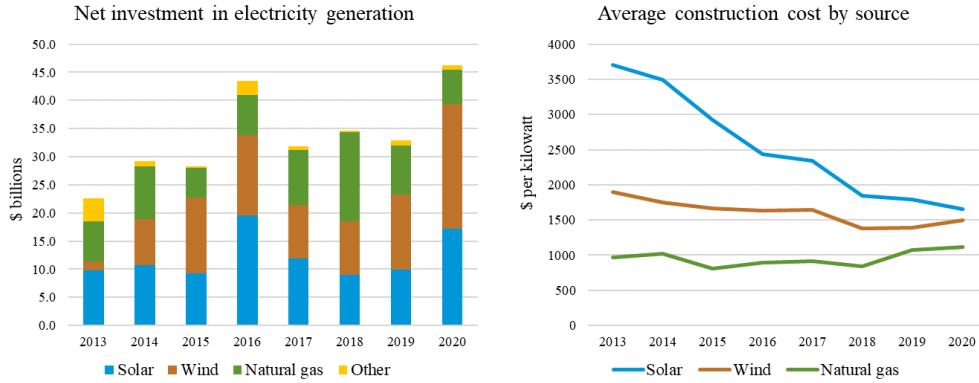 Net investment in electricity generation
$ billions
50.0
45.0
40.0
35.0
30.0
25.0
20.0
15.0
10.0
5.0
0.0
2013 2014 2015 2016 2017 2018 2019 2020
Solar Wind Natural gas Other
Average construction cost by source
$ per kilowatt
4000
3500
3000
2500
2000
1500
1000
500
0
2013 2014 2015 2016 2017 2018 2019 2020
Solar Wind Natural gas